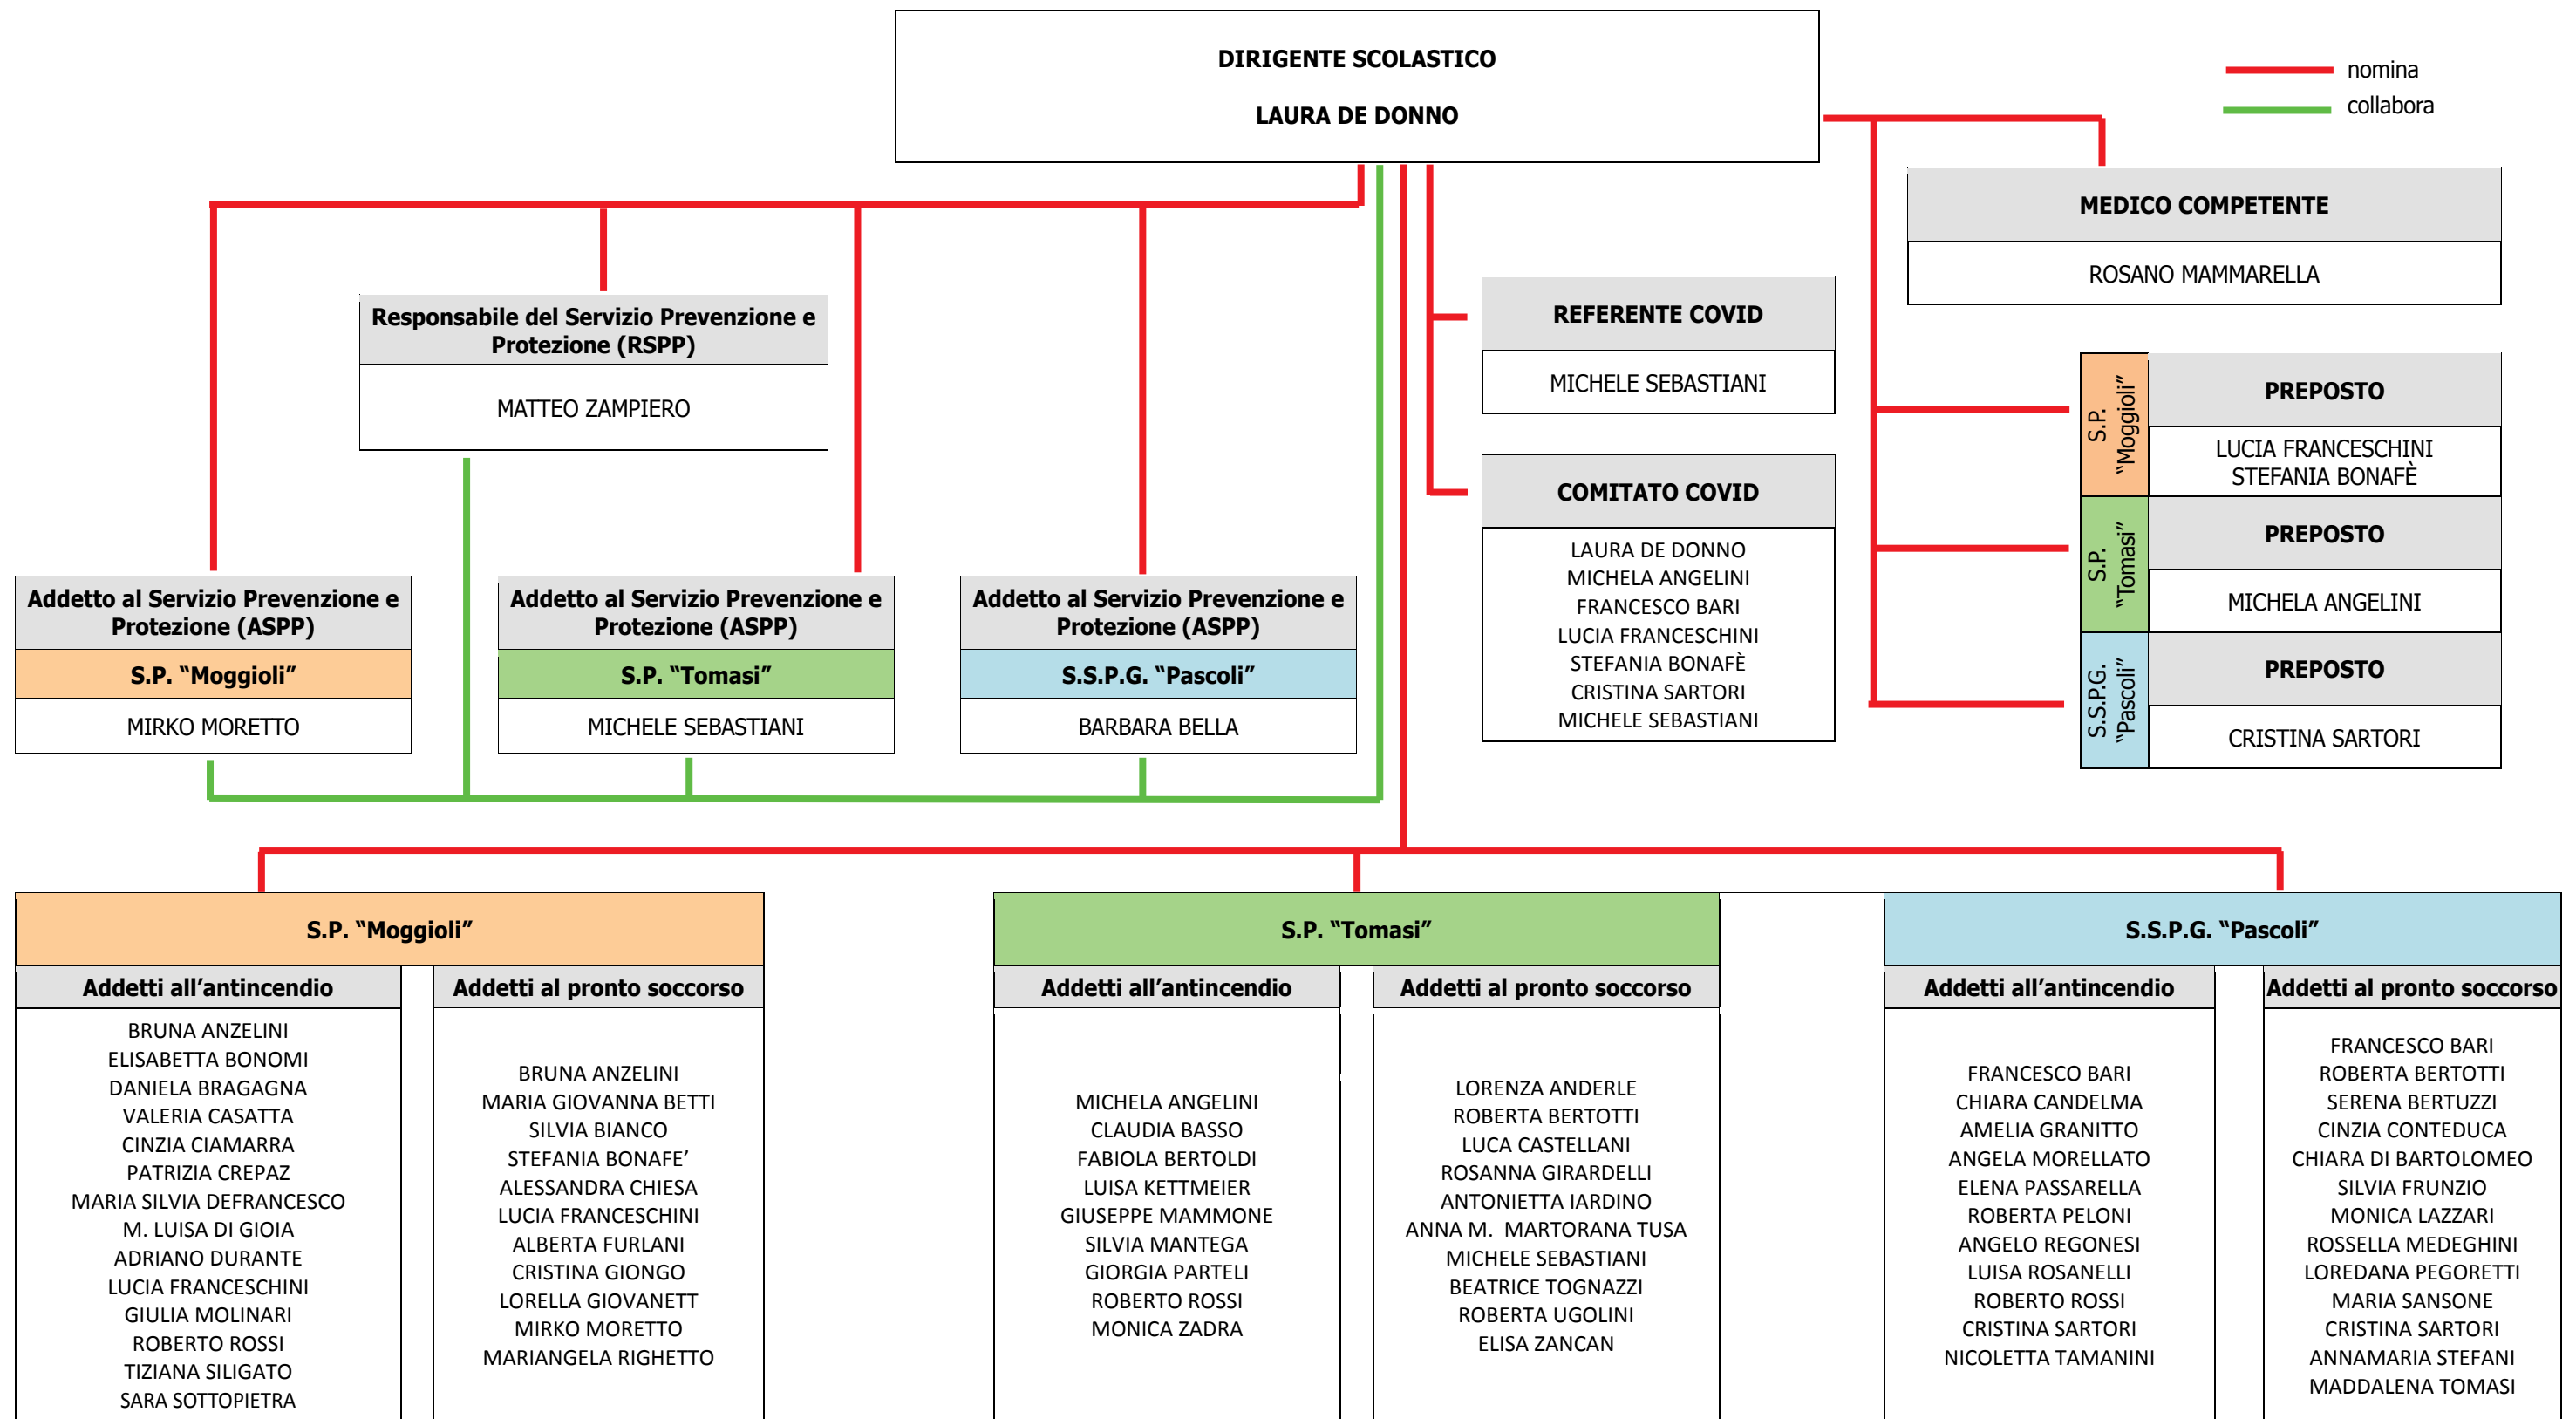 DIRIGENTE SCOLASTICO
LAURA DE DONNO
nomina
collabora
MEDICO COMPETENTE
ROSANO MAMMARELLA
Responsabile del Servizio Prevenzione e
Protezione (RSPP)
MATTEO ZAMPIERO
REFERENTE COVID
MICHELE SEBASTIANI
COMITATO COVID
LAURA DE DONNO
MICHELA ANGELINI
FRANCESCO BARI
LUCIA FRANCESCHINI
STEFANIA BONAFÈ
CRISTINA SARTORI
MICHELE SEBASTIANI
S.P.
“Moggioli”
PREPOSTO
LUCIA FRANCESCHINI
STEFANIA BONAFÈ
S.P.
“Tomasi”
PREPOSTO
MICHELA ANGELINI
S.S.P.G.
“Pascoli”
PREPOSTO
CRISTINA SARTORI
Addetto al Servizio Prevenzione e
Protezione (ASPP)
S.P. “Moggioli”
MIRKO MORETTO
Addetto al Servizio Prevenzione e
Protezione (ASPP)
S.P. “Tomasi”
MICHELE SEBASTIANI
Addetto al Servizio Prevenzione e
Protezione (ASPP)
S.S.P.G. “Pascoli”
BARBARA BELLA
S.P. “Moggioli”
Addetti all’antincendio
BRUNA ANZELINI
ELISABETTA BONOMI
DANIELA BRAGAGNA
VALERIA CASATTA
CINZIA CIAMARRA
PATRIZIA CREPAZ
MARIA SILVIA DEFRANCESCO
M. LUISA DI GIOIA
ADRIANO DURANTE
LUCIA FRANCESCHINI
GIULIA MOLINARI
ROBERTO ROSSI
TIZIANA SILIGATO
SARA SOTTOPIETRA
Addetti al pronto soccorso
BRUNA ANZELINI
MARIA GIOVANNA BETTI
SILVIA BIANCO
STEFANIA BONAFE’
ALESSANDRA CHIESA
LUCIA FRANCESCHINI
ALBERTA FURLANI
CRISTINA GIONGO
LORELLA GIOVANETT
MIRKO MORETTO
MARIANGELA RIGHETTO
S.P. “Tomasi”
Addetti all’antincendio
MICHELA ANGELINI
CLAUDIA BASSO
FABIOLA BERTOLDI
LUISA KETTMEIER
GIUSEPPE MAMMONE
SILVIA MANTEGA
GIORGIA PARTELI
ROBERTO ROSSI
MONICA ZADRA
Addetti al pronto soccorso
LORENZA ANDERLE
ROBERTA BERTOTTI
LUCA CASTELLANI
ROSANNA GIRARDELLI
ANTONIETTA IARDINO
ANNA M.  MARTORANA TUSA
MICHELE SEBASTIANI
BEATRICE TOGNAZZI
ROBERTA UGOLINI
ELISA ZANCAN
S.S.P.G. “Pascoli”
Addetti all’antincendio
FRANCESCO BARI
CHIARA CANDELMA
AMELIA GRANITTO
ANGELA MORELLATO
ELENA PASSARELLA
ROBERTA PELONI
ANGELO REGONESI
LUISA ROSANELLI
ROBERTO ROSSI
CRISTINA SARTORI
NICOLETTA TAMANINI
Addetti al pronto soccorso
FRANCESCO BARI
ROBERTA BERTOTTI
SERENA BERTUZZI
CINZIA CONTEDUCA
CHIARA DI BARTOLOMEO
SILVIA FRUNZIO
MONICA LAZZARI
ROSSELLA MEDEGHINI
LOREDANA PEGORETTI
MARIA SANSONE
CRISTINA SARTORI
ANNAMARIA STEFANI
MADDALENA TOMASI